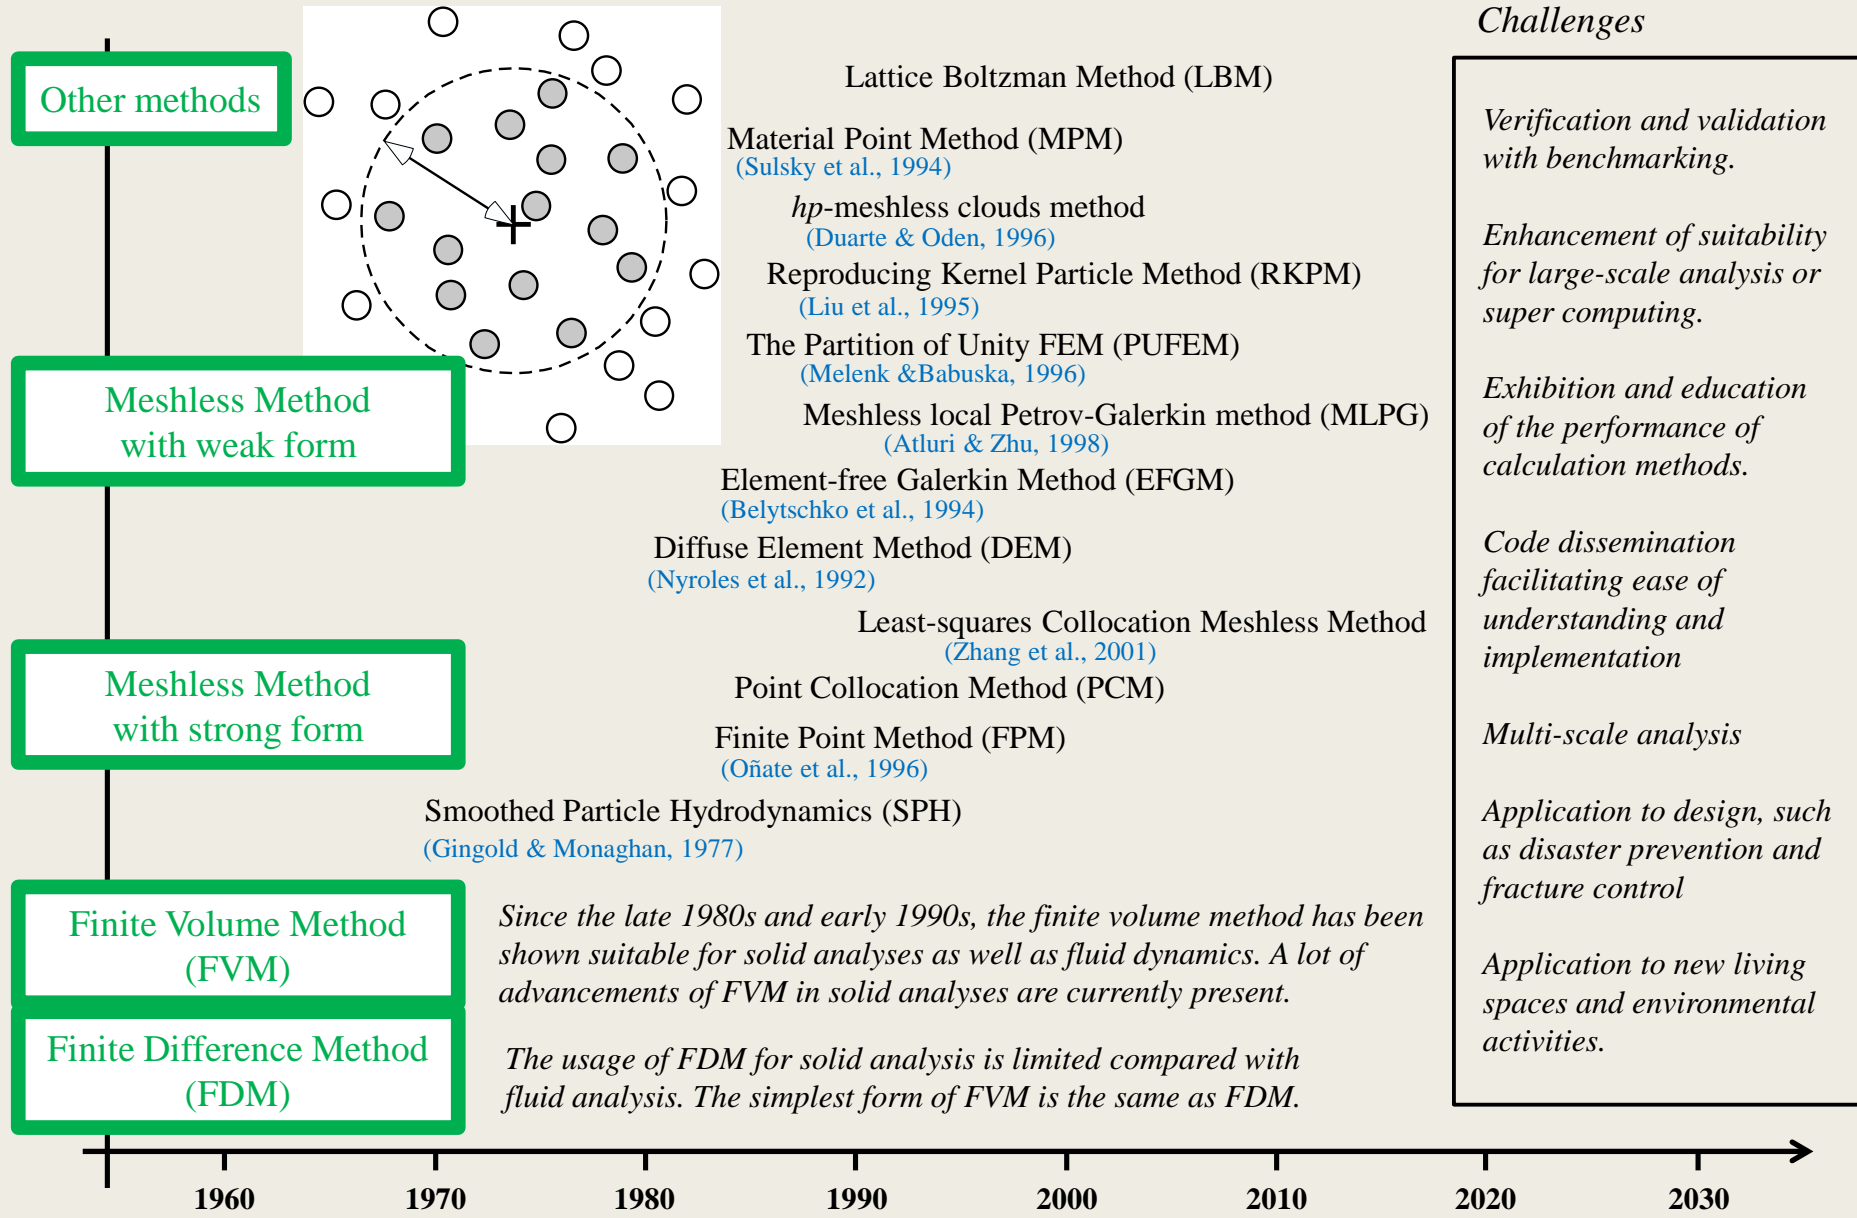 Challenges
Other methods
Lattice Boltzman Method (LBM)
Material Point Method (MPM)
(Sulsky et al., 1994)
hp-meshless clouds method
(Duarte & Oden, 1996)
Reproducing Kernel Particle Method (RKPM)
(Liu et al., 1995)
The Partition of Unity FEM (PUFEM)
(Melenk &Babuska, 1996)
Meshless Method
with weak form
Meshless local Petrov-Galerkin method (MLPG)
(Atluri & Zhu, 1998)
Element-free Galerkin Method (EFGM)
(Belytschko et al., 1994)
Diffuse Element Method (DEM)
(Nyroles et al., 1992)
Least-squares Collocation Meshless Method
(Zhang et al., 2001)
Meshless Method
with strong form
Point Collocation Method (PCM)
Finite Point Method (FPM)
(Oñate et al., 1996)
Smoothed Particle Hydrodynamics (SPH)
(Gingold & Monaghan, 1977)
Finite Volume Method
(FVM)
Since the late 1980s and early 1990s, the finite volume method has been
shown suitable for solid analyses as well as fluid dynamics. A lot of
advancements of FVM in solid analyses are currently present.
Finite Difference Method
(FDM)
The usage of FDM for solid analysis is limited compared with
fluid analysis. The simplest form of FVM is the same as FDM.
Verification and validation
with benchmarking.
Enhancement of suitability
for large-scale analysis or
super computing.
Exhibition and education
of the performance of
calculation methods.
Code dissemination
facilitating ease of
understanding and
implementation
Multi-scale analysis
Application to design, such
as disaster prevention and
fracture control
Application to new living
spaces and environmental
activities.
1960 1970 1980 1990 2000 2010 2020 2030